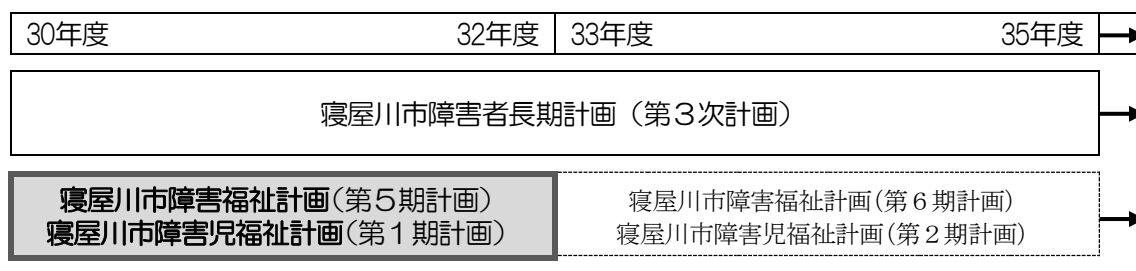 30年度 32年度 33年度 35年度
寝屋川市障害者長期計画（第３次計画）
寝屋川市障害福祉計画(第５期計画)
寝屋川市障害児福祉計画(第１期計画)
寝屋川市障害福祉計画(第６期計画)
寝屋川市障害児福祉計画(第２期計画)